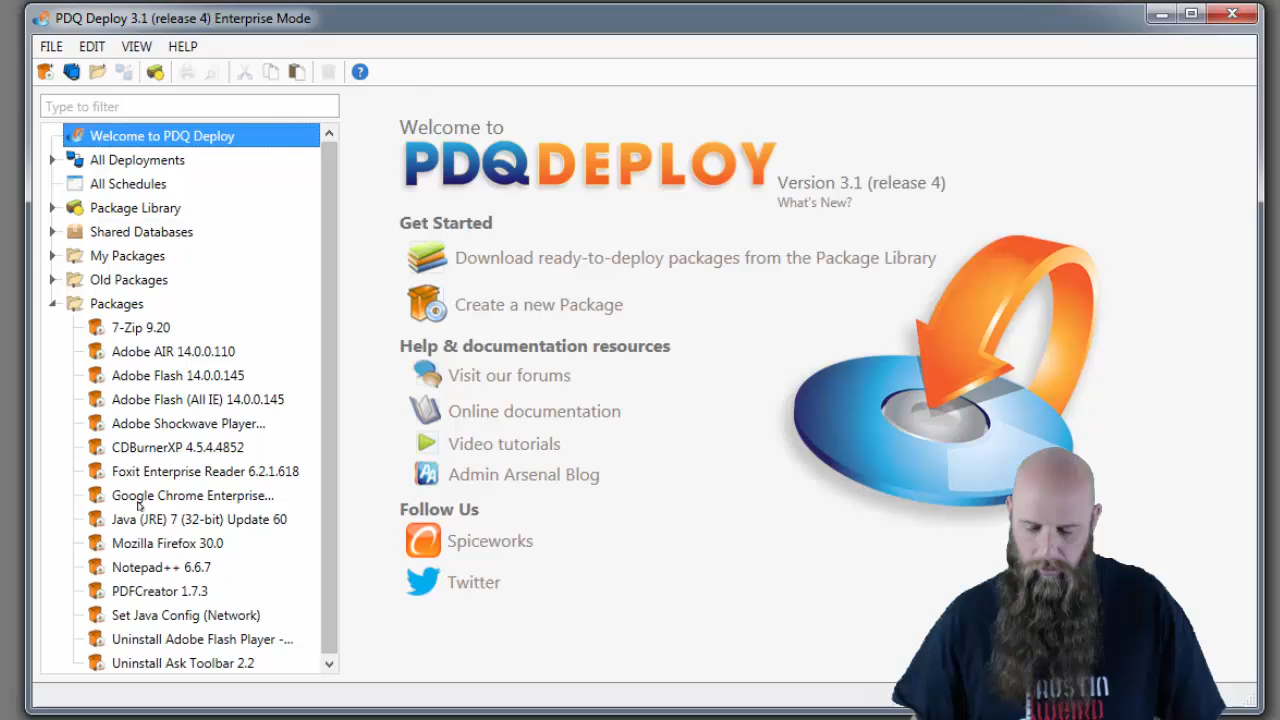 PDQ Deploy 3.1 (release 4) Enterprise Mode
FILE EDIT VIEW HELP
Type to filter
Welcome to PDQ Deploy
All Deployments
All Schedules
Package Library
Shared Databases
My Packages
Old Packages
Packages
7-Zip 9.20
Adobe AIR 14.0.0.110
Adobe Flash 14.0.0.145
Adobe Flash (All IE) 14.0.0.145
Adobe Shockwave Player...
CDBurnerXP 4.5.4.4852
Foxit Enterprise Reader 6.2.1.618
Google Chrome Enterprise...
Java (JRE) 7 (32-bit) Update 60
Mozilla Firefox 30.0
Notepad++ 6.6.7
PDFCreator 1.7.3
Set Java Config (Network)
Uninstall Adobe Flash Player -...
Uninstall Ask Toolbar 2.2
Welcome to
PDQ DEPLOY
Version 3.1 (release 4)
What's New?
Get Started
Download ready-to-deploy packages from the Package Library
Create a new Package
Help & documentation resources
Visit our forums
Online documentation
Video tutorials
Admin Arsenal Blog
Follow Us
Spiceworks
Twitter
AUSTIN